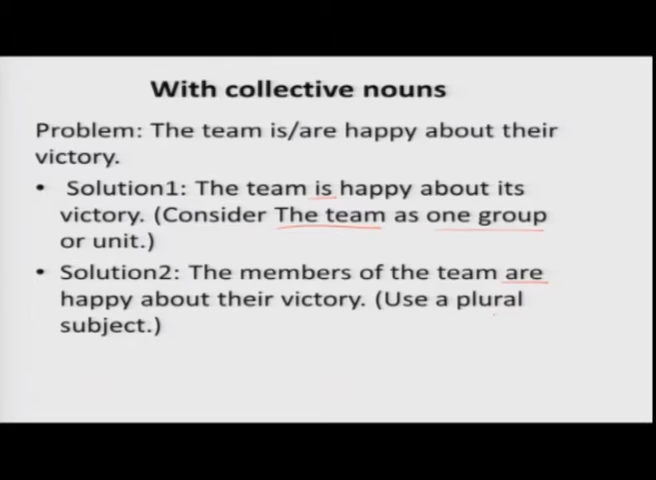 With collective nouns
Problem: The team is/are happy about their
victory.
• Solution1: The team is happy about its
victory. (Consider The team as one group
or unit.)
• Solution2: The members of the team are
happy about their victory. (Use a plural
subject.)